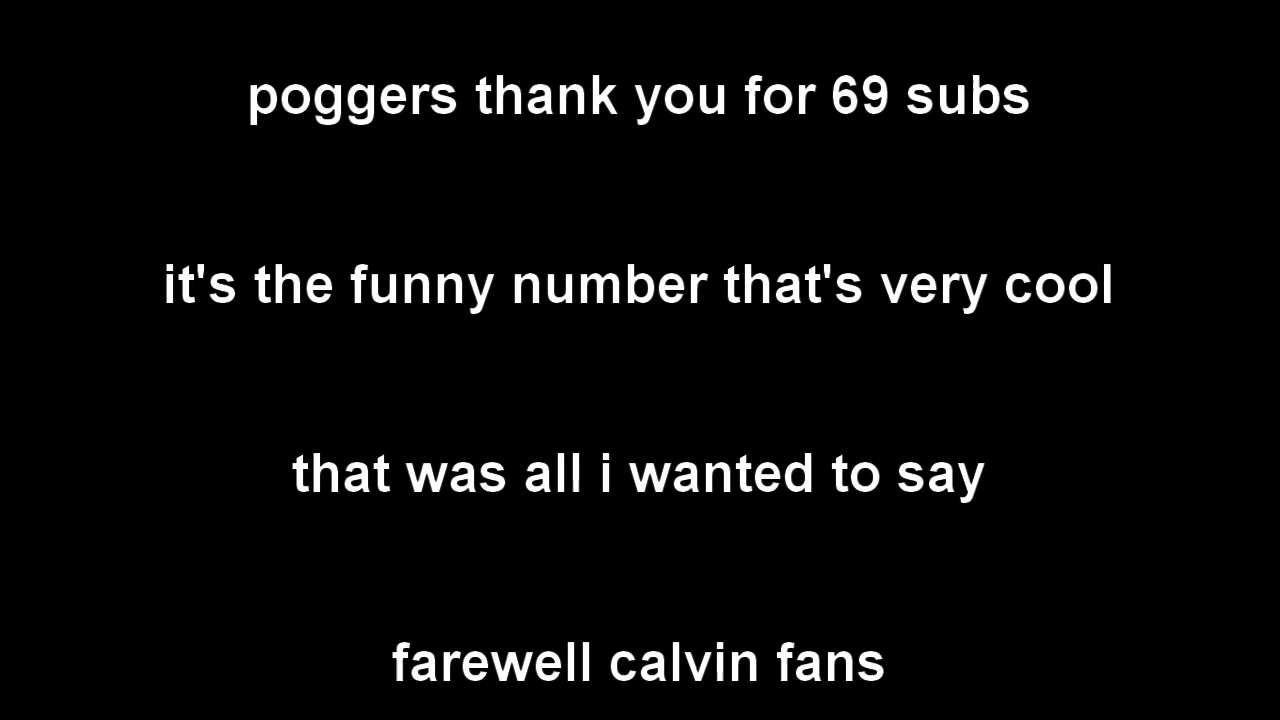 poggers thank you for 69 subs
it's the funny number that's very cool
that was all i wanted to say
farewell calvin fans